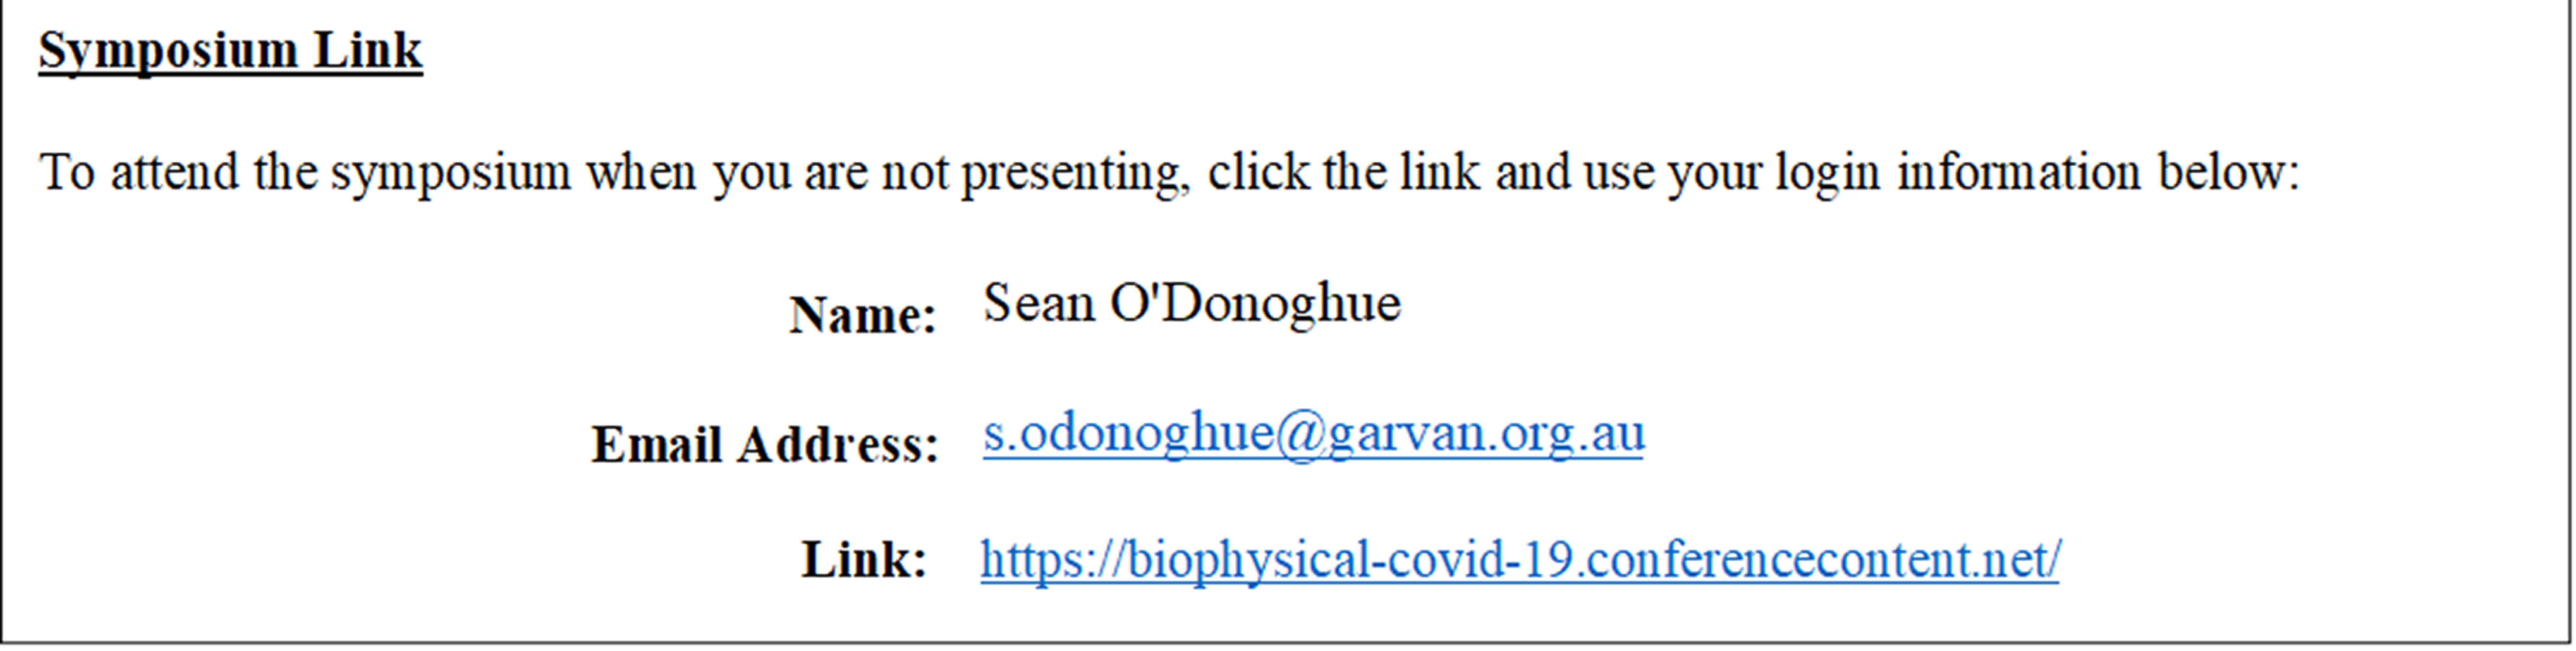 Symposium Link
To attend the symposium when you are not presenting, click the link and use your login information below:
Name: Sean O'Donoghue
Email Address: s.odonoghue@garvan.org.au
Link: https://biophysical-covid-19.conferencecontent.net/